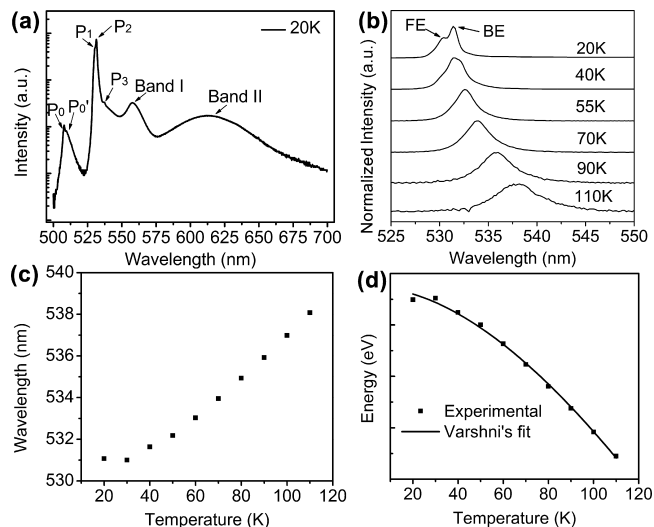 (a)
20K
P1
P2
P3
Band I
Band II
P0
P0'
Intensity (a.u.)
500 525 550 575 600 625 650 675 700
Wavelength (nm)
(b)
FE
BE
20K
40K
55K
70K
90K
110K
Normalized Intensity (a.u.)
525 530 535 540 545 550
Wavelength (nm)
(c)
540
538
536
534
532
530
Wavelength (nm)
0 20 40 60 80 100 120
Temperature (K)
(d)
Energy (eV)
Experimental
Varshni's fit
0 20 40 60 80 100 120
Temperature (K)